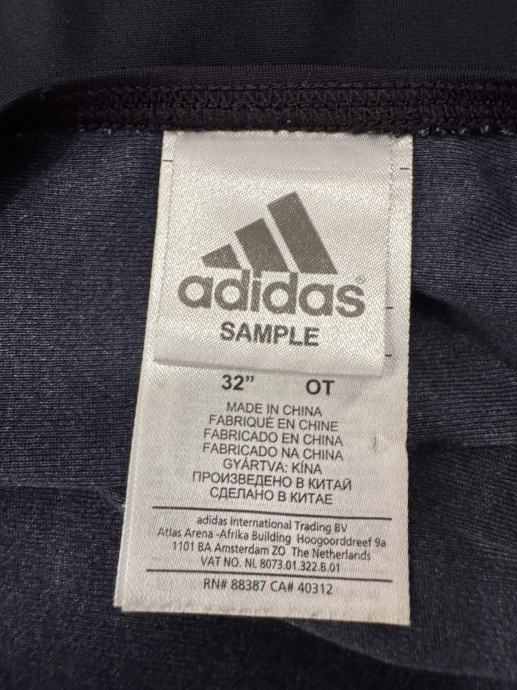 adidas®
SAMPLE
32” OT
MADE IN CHINA
FABRIQUÉ EN CHINE
FABRICADO EN CHINA
FABRICADO NA CHINA
GYÁRTVA: KÍNA
ПРОИЗВЕДЕНО В КИТАЙ
СДЕЛАНО В КИТАЕ
adidas International Trading BV
Atlas Arena -Afrika Building Hoogoorddreef 9a
1101 BA Amsterdam ZO The Netherlands
VAT NO. NL 8073.01.322.B.01
RN# 88387 CA# 40312